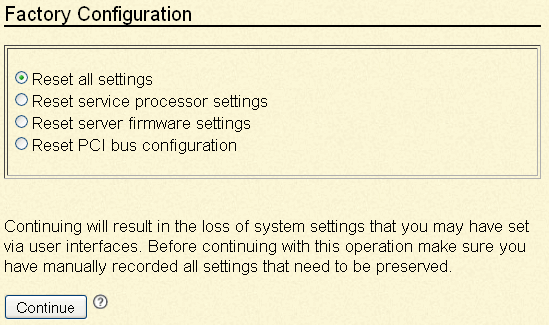 Factory Configuration
Reset all settings
Reset service processor settings
Reset server firmware settings
Reset PCI bus configuration
Continuing will result in the loss of system settings that you may have set
via user interfaces. Before continuing with this operation make sure you
have manually recorded all settings that need to be preserved.
Continue ?